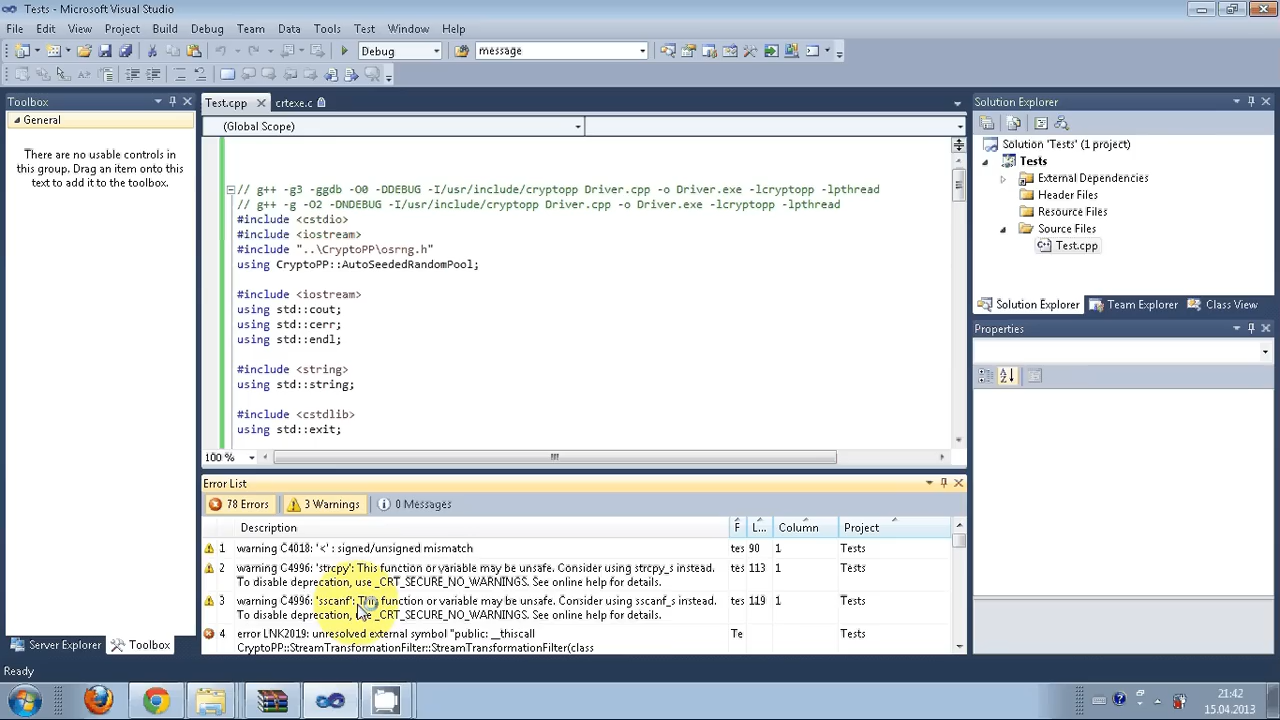 Tests - Microsoft Visual Studio
File Edit View Project Build Debug Team Data Tools Test Window Help
Debug message
Toolbox
General
There are no usable controls in
this group. Drag an item onto this
text to add it to the toolbox.
Server Explorer Toolbox
Test.cpp crtexe.c
(Global Scope)
// g++ -g3 -ggdb -O0 -DDEBUG -I/usr/include/cryptopp Driver.cpp -o Driver.exe -lcryptopp -lpthread
// g++ -g -O2 -DNDEBUG -I/usr/include/cryptopp Driver.cpp -o Driver.exe -lcryptopp -lpthread
#include <cstdio>
#include <iostream>
#include "..\CryptoPP\osrng.h"
using CryptoPP::AutoSeededRandomPool;
#include <iostream>
using std::cout;
using std::cerr;
using std::endl;
#include <string>
using std::string;
#include <cstdlib>
using std::exit;
100 %
Error List
78 Errors 3 Warnings 0 Messages
Description F L... Column Project
1 warning C4018: '<' : signed/unsigned mismatch tes 90 1 Tests
2 warning C4996: 'strcpy': This function or variable may be unsafe. Consider using strcpy_s instead. tes 113 1 Tests
To disable deprecation, use _CRT_SECURE_NO_WARNINGS. See online help for details.
3 warning C4996: 'sscanf': This function or variable may be unsafe. Consider using sscanf_s instead. tes 119 1 Tests
To disable deprecation, use _CRT_SECURE_NO_WARNINGS. See online help for details.
4 error LNK2019: unresolved external symbol "public: __thiscall Te Tests
CryptoPP::StreamTransformationFilter::StreamTransformationFilter(class
Solution Explorer
Solution 'Tests' (1 project)
Tests
External Dependencies
Header Files
Resource Files
Source Files
Test.cpp
Solution Explorer Team Explorer Class View
Properties
Ready
21:42
15.04.2013